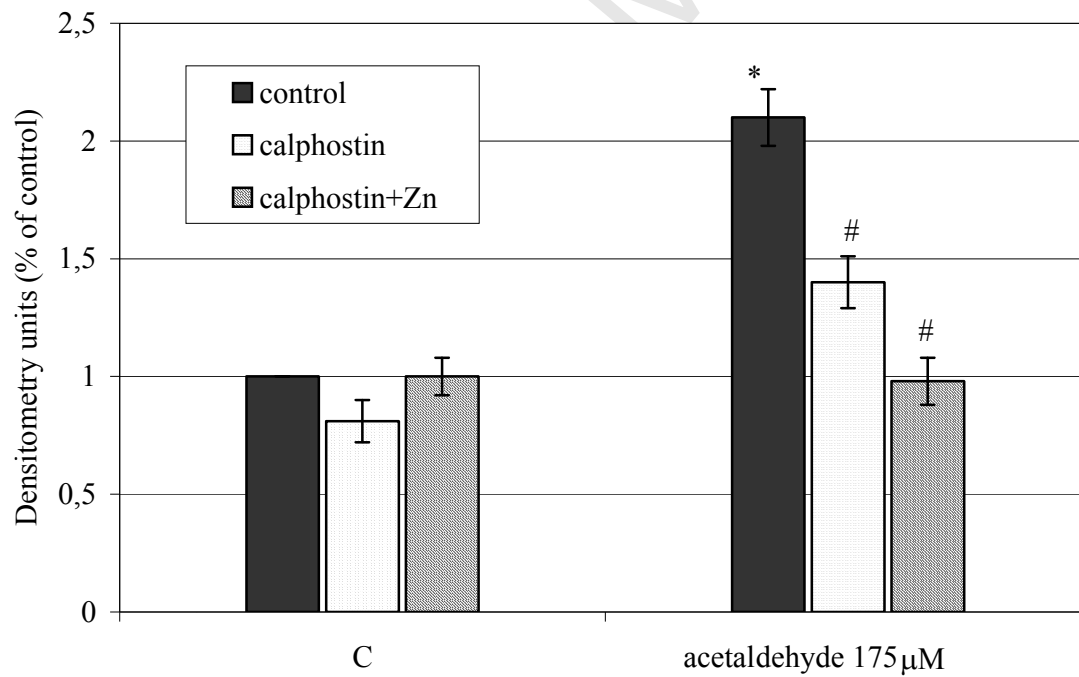 2,5
2
1,5
1
0,5
0
Densitometry units (% of control)
control
calphostin
calphostin+Zn
*
#
#
C
acetaldehyde 175µM